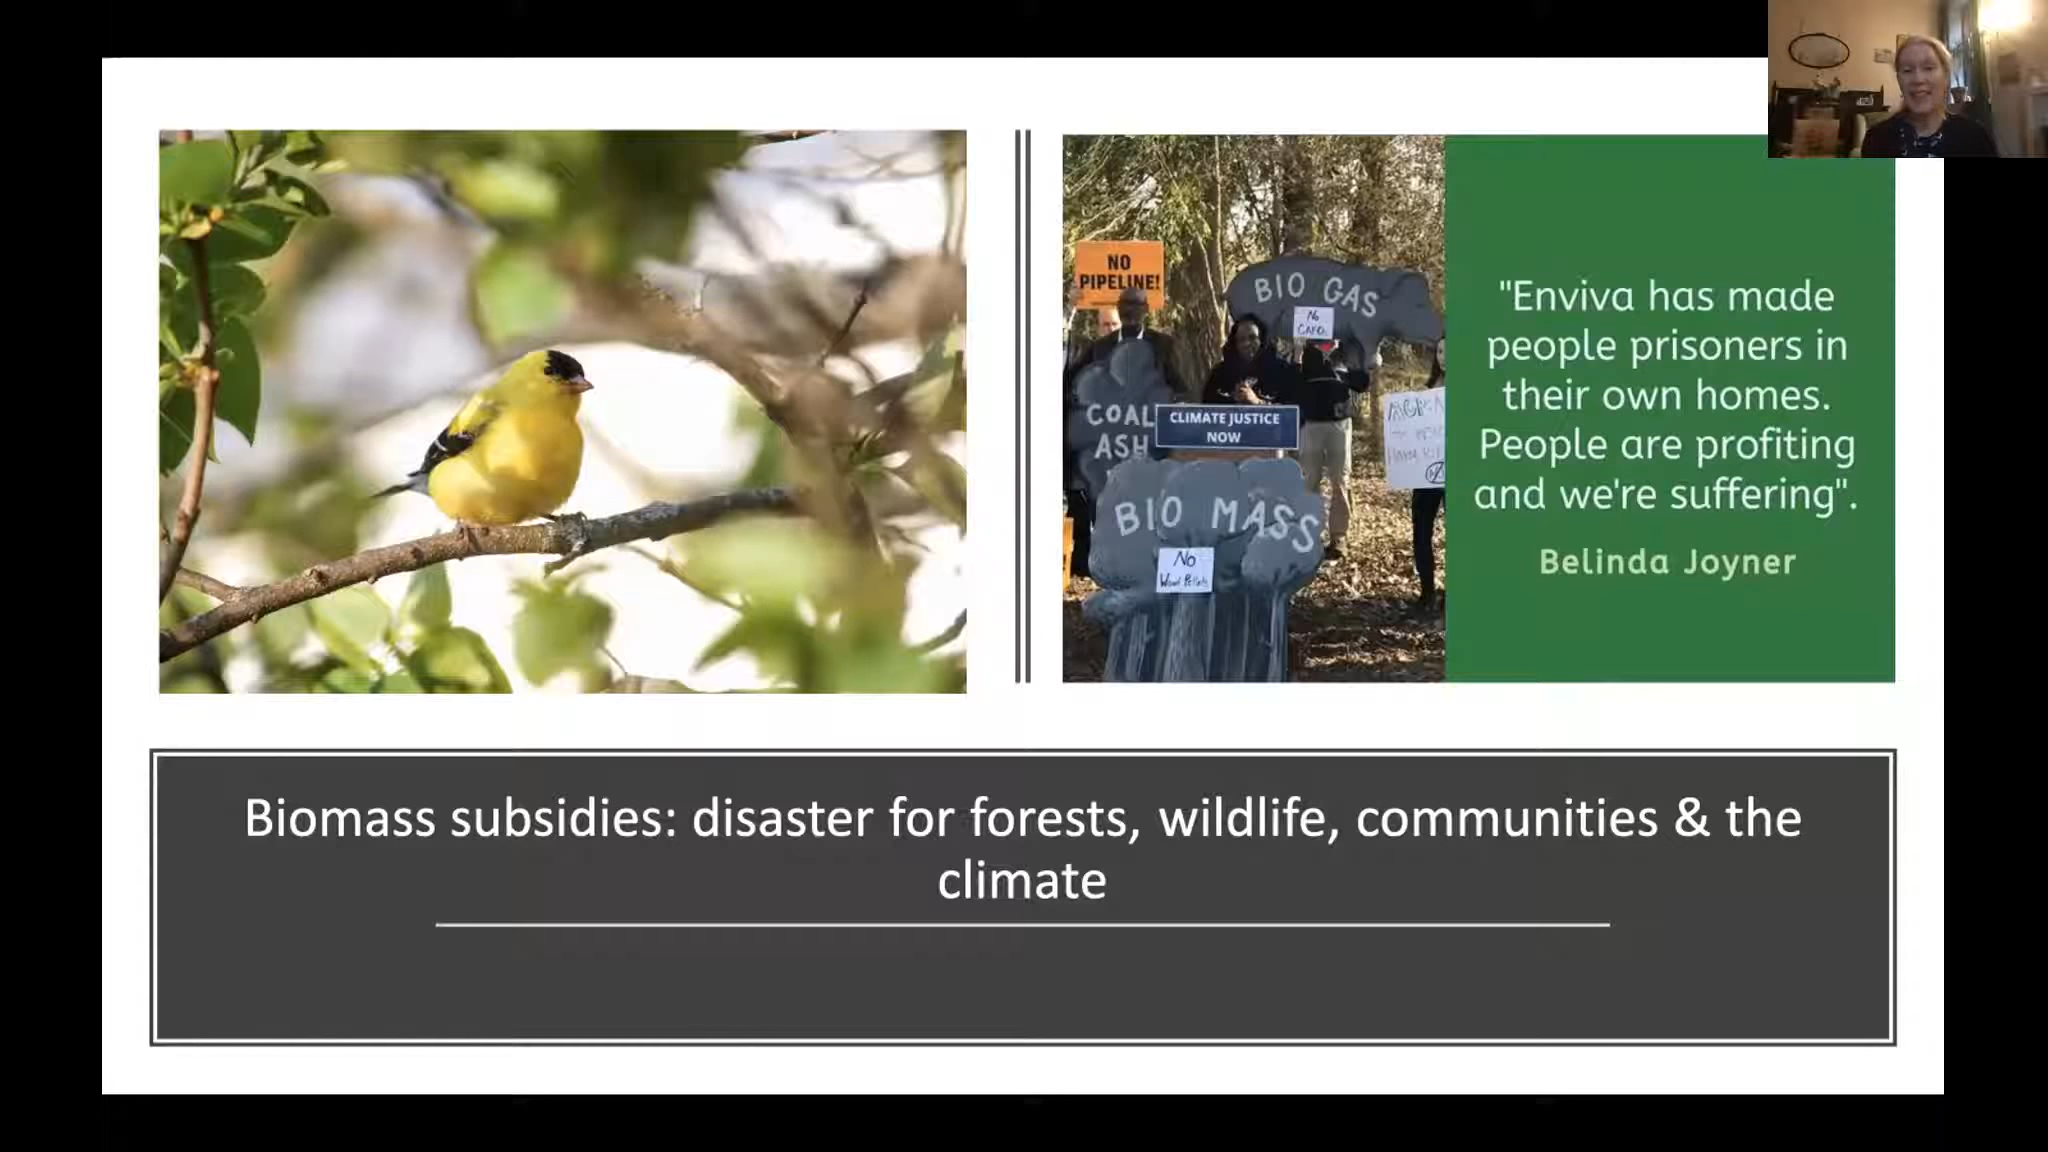 NO
PIPELINE!
BIO GAS
No
COAL
ASH
CLIMATE JUSTICE
NOW
BIO MASS
No
Wood Pellets
"Enviva has made
people prisoners in
their own homes.
People are profiting
and we're suffering".
Belinda Joyner
Biomass subsidies: disaster for forests, wildlife, communities & the
climate